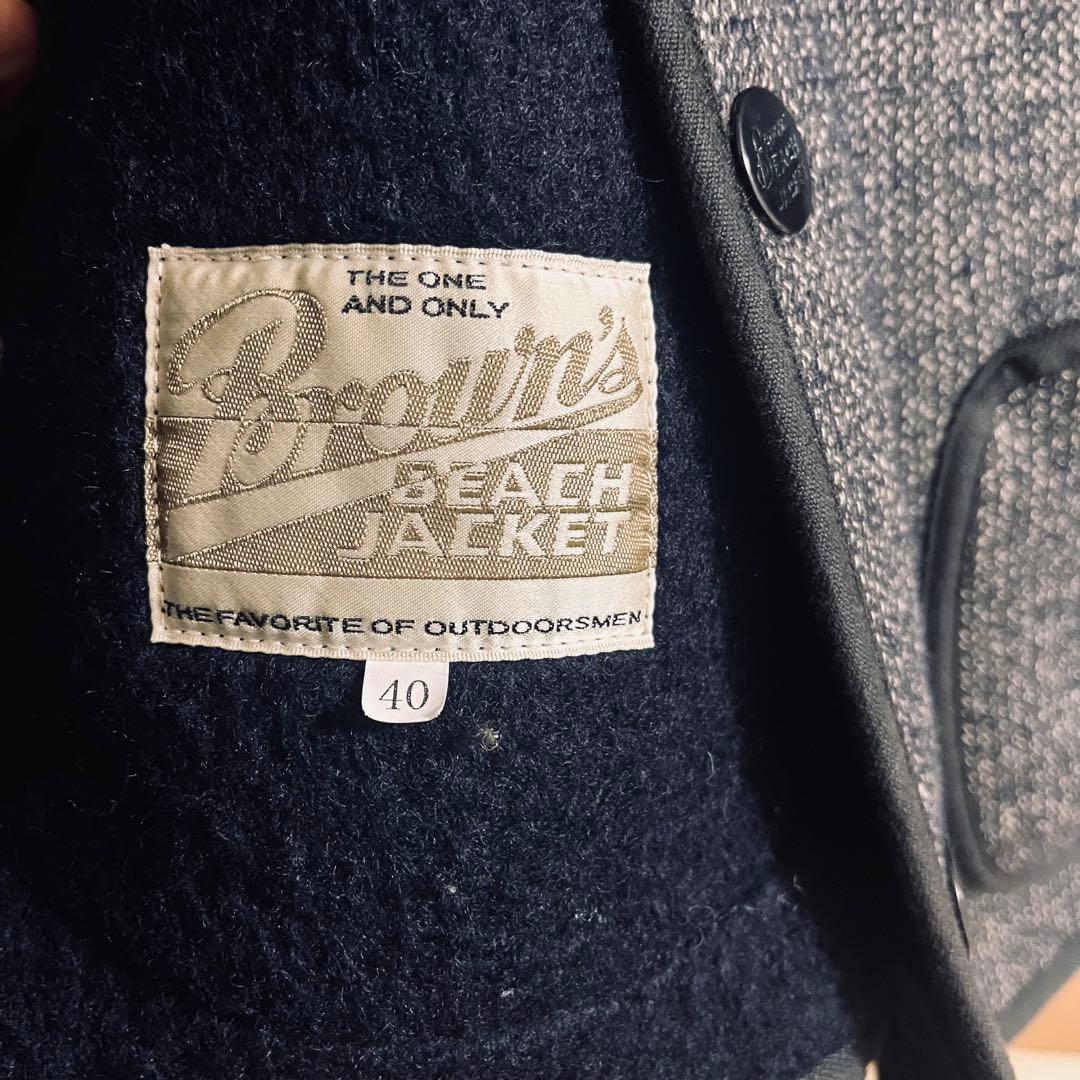 THE ONE
AND ONLY
Brown's
BEACH
JACKET
THE FAVORITE OF OUTDOORSMEN
40